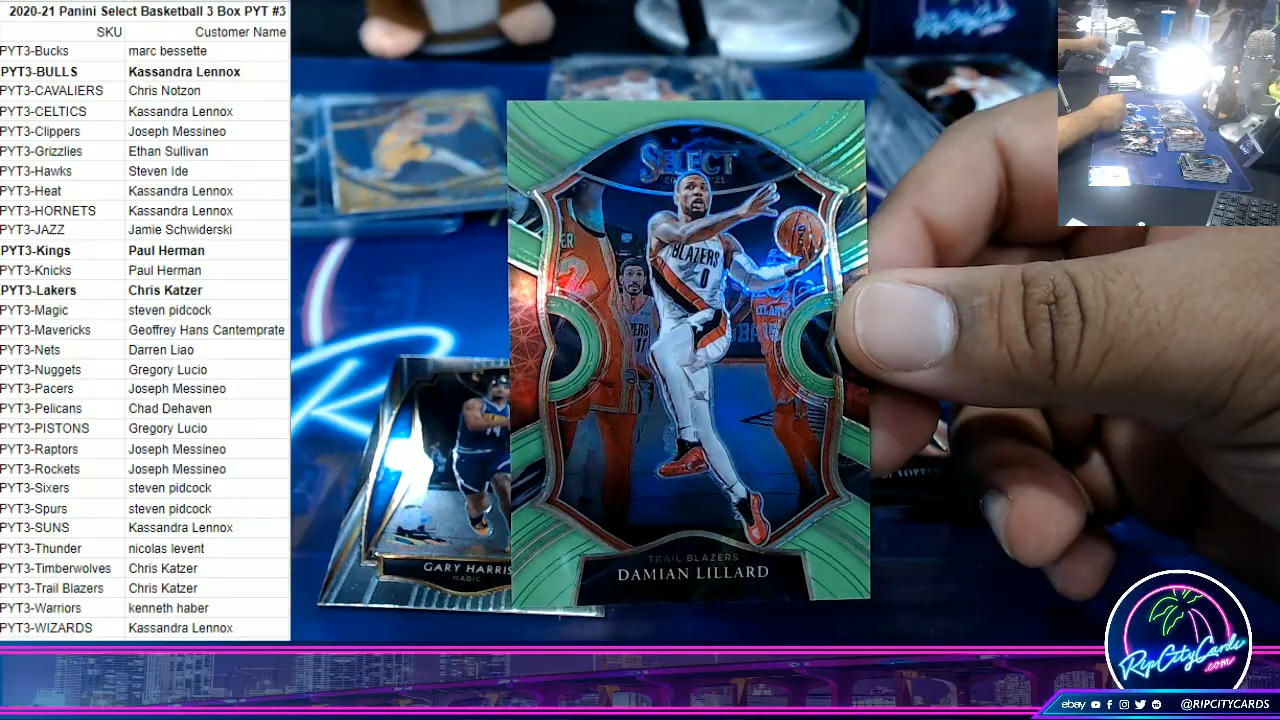 2020-21 Panini Select Basketball 3 Box PYT #3
SKU Customer Name
PYT3-Bucks marc bessette
PYT3-BULLS Kassandra Lennox
PYT3-CAVALIERS Chris Notzon
PYT3-CELTICS Kassandra Lennox
PYT3-Clippers Joseph Messineo
PYT3-Grizzlies Ethan Sullivan
PYT3-Hawks Steven Ide
PYT3-Heat Kassandra Lennox
PYT3-HORNETS Kassandra Lennox
PYT3-JAZZ Jamie Schwiderski
PYT3-Kings Paul Herman
PYT3-Knicks Paul Herman
PYT3-Lakers Chris Katzer
PYT3-Magic steven pidcock
PYT3-Mavericks Geoffrey Hans Cantemprate
PYT3-Nets Darren Liao
PYT3-Nuggets Gregory Lucio
PYT3-Pacers Joseph Messineo
PYT3-Pelicans Chad Dehaven
PYT3-PISTONS Gregory Lucio
PYT3-Raptors Joseph Messineo
PYT3-Rockets Joseph Messineo
PYT3-Sixers steven pidcock
PYT3-Spurs steven pidcock
PYT3-SUNS Kassandra Lennox
PYT3-Thunder nicolas levent
PYT3-Timberwolves Chris Katzer
PYT3-Trail Blazers Chris Katzer
PYT3-Warriors kenneth haber
PYT3-WIZARDS Kassandra Lennox
SELECT
BLAZERS
0
TRAIL BLAZERS
DAMIAN LILLARD
GARY HARRIS
MAGIC
RipCityCards
.com
ebay @RIPCITYCARDS